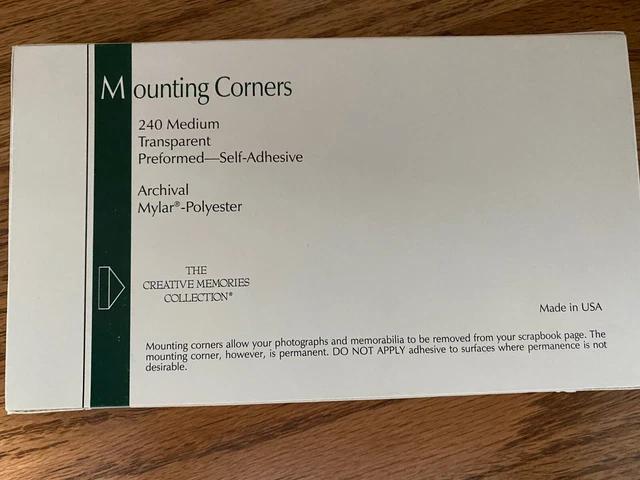 Mounting Corners
240 Medium
Transparent
Preformed—Self-Adhesive
Archival
Mylar®-Polyester
THE
CREATIVE MEMORIES
COLLECTION®
Made in USA
Mounting corners allow your photographs and memorabilia to be removed from your scrapbook page. The
mounting corner, however, is permanent. DO NOT APPLY adhesive to surfaces where permanence is not
desirable.